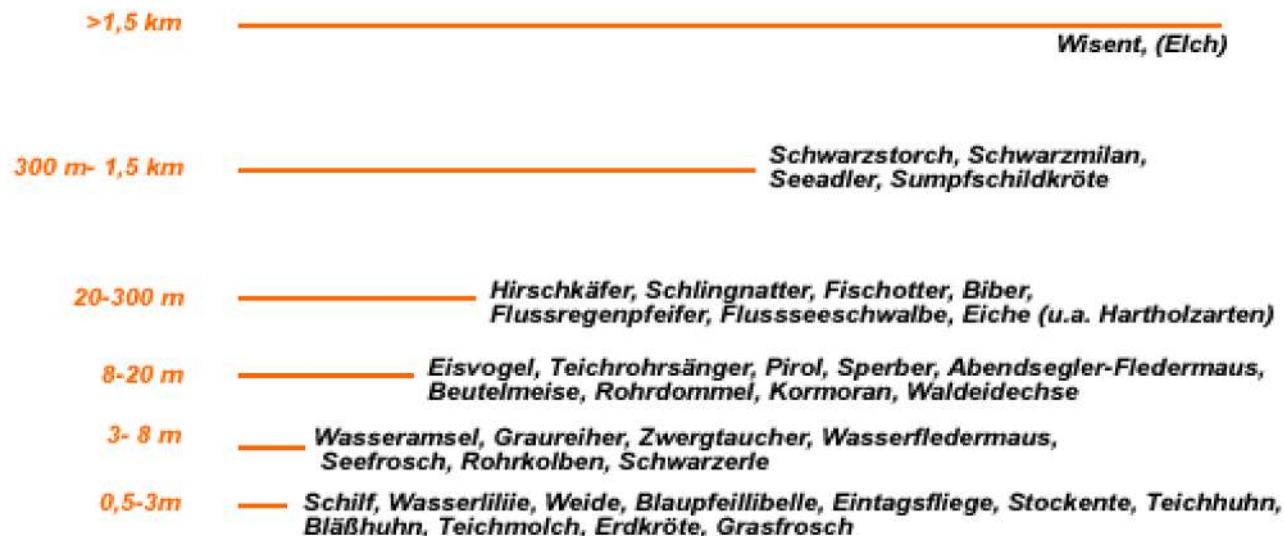 >1,5 km
Wisent, (Elch)
300 m- 1,5 km
Schwarzstorch, Schwarzmilan,
Seeadler, Sumpfschildkröte
20-300 m
Hirschkäfer, Schlingnatter, Fischotter, Biber,
Flussregenpfeifer, Flussseeschwalbe, Eiche (u.a. Hartholzarten)
8-20 m
Eisvogel, Teichrohrsänger, Pirol, Sperber, Abendsegler-Fledermaus,
Beutelmeise, Rohrdommel, Kormoran, Waldeidechse
3- 8 m
Wasseramsel, Graureiher, Zwergtaucher, Wasserfledermaus,
Seefrosch, Rohrkolben, Schwarzerle
0,5-3m
Schilf, Wasserliliie, Weide, Blaupfeillibelle, Eintagsfliege, Stockente, Teichhuhn,
Bläßhuhn, Teichmolch, Erdkröte, Grasfrosch